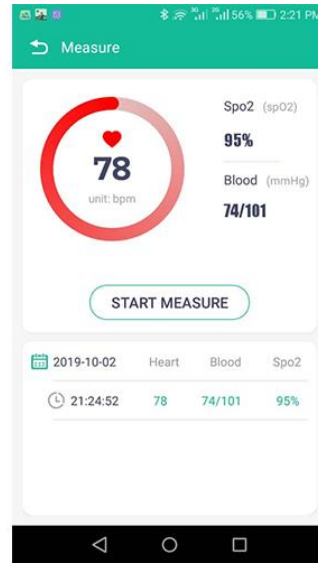 56% 2:21 PM
Measure
Spo2 (spO2)
95%
78
unit: bpm
Blood (mmHg)
74/101
START MEASURE
2019-10-02 Heart Blood Spo2
21:24:52 78 74/101 95%